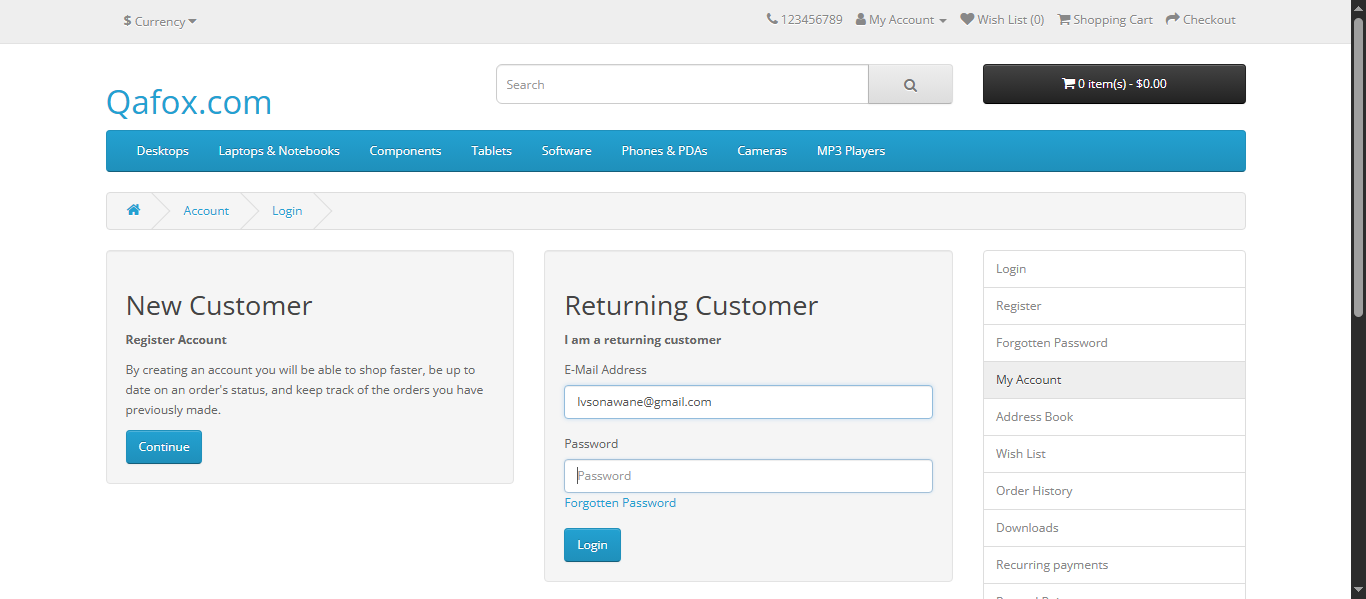 $ Currency
123456789 My Account Wish List (0) Shopping Cart Checkout
Qafox.com
Search
0 item(s) - $0.00
Desktops Laptops & Notebooks Components Tablets Software Phones & PDAs Cameras MP3 Players
Account Login
New Customer
Register Account
By creating an account you will be able to shop faster, be up to
date on an order's status, and keep track of the orders you have
previously made.
Continue
Returning Customer
I am a returning customer
E-Mail Address
lvsonawane@gmail.com
Password
Password
Forgotten Password
Login
Login
Register
Forgotten Password
My Account
Address Book
Wish List
Order History
Downloads
Recurring payments